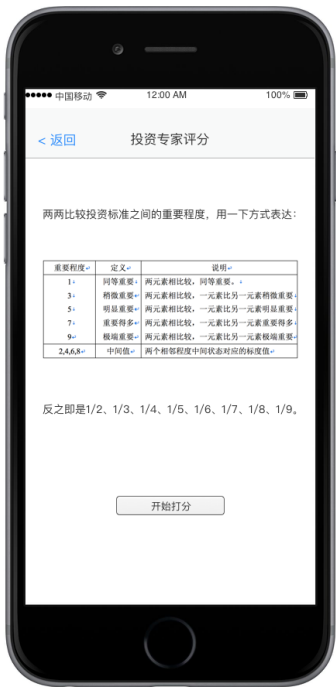 中国移动 12:00 AM 100%
< 返回 投资专家评分
两两比较投资标准之间的重要程度，用一下方式表达：
重要程度 定义 说明
1 同等重要 两元素相比较，同等重要。
3 稍微重要 两元素相比较，一元素比另一元素稍微重要
5 明显重要 两元素相比较，一元素比另一元素明显重要
7 重要得多 两元素相比较，一元素比另一元素重要得多
9 极端重要 两元素相比较，一元素比另一元素极端重要
2,4,6,8 中间值 两个相邻程度中间状态对应的标度值
反之即是1/2、1/3、1/4、1/5、1/6、1/7、1/8、1/9。
开始打分